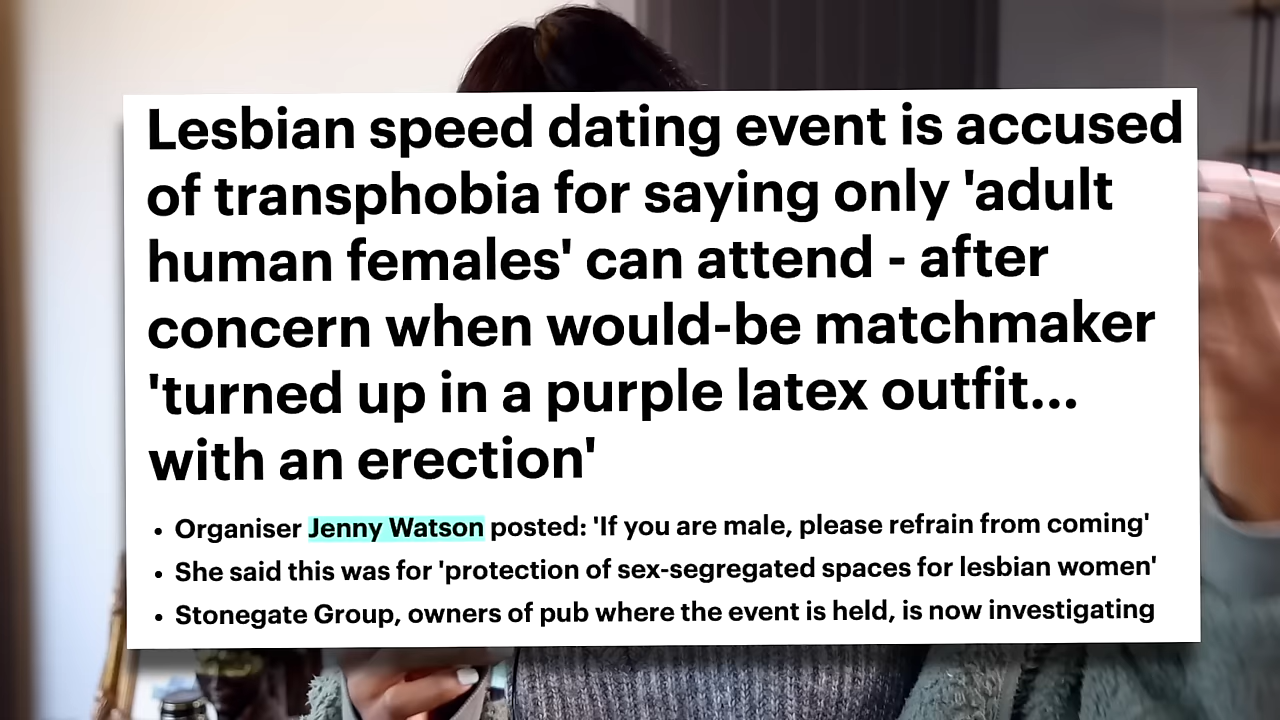 Lesbian speed dating event is accused
of transphobia for saying only 'adult
human females' can attend - after
concern when would-be matchmaker
'turned up in a purple latex outfit...
with an erection'
• Organiser Jenny Watson posted: 'If you are male, please refrain from coming'
• She said this was for 'protection of sex-segregated spaces for lesbian women'
• Stonegate Group, owners of pub where the event is held, is now investigating